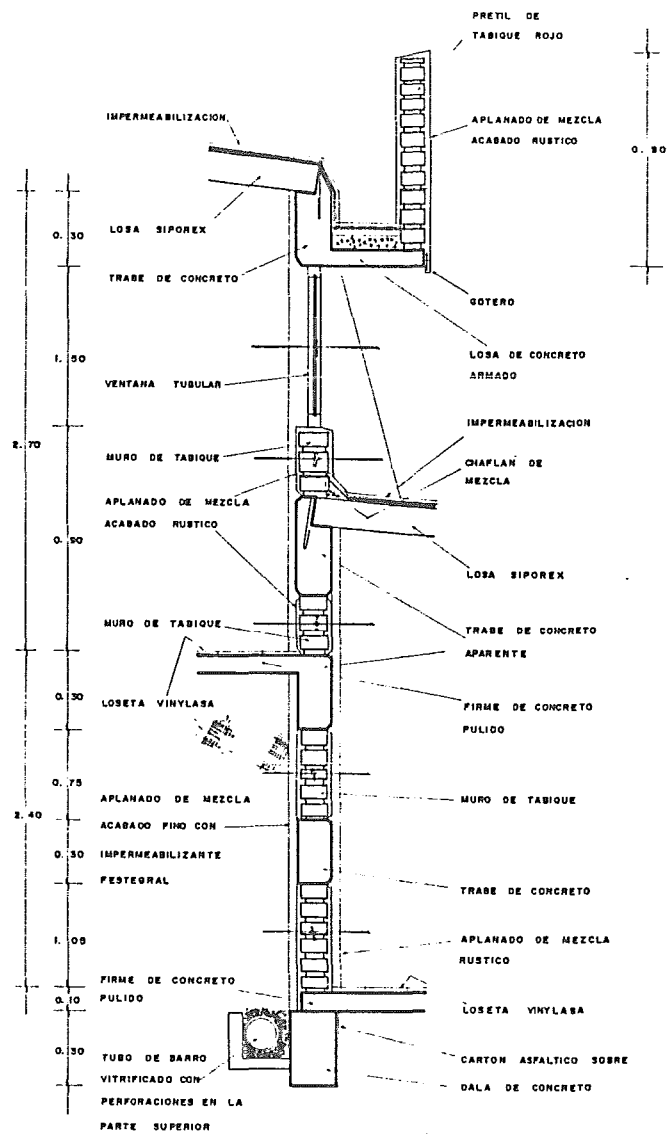 PRETIL DE
TABIQUE ROJO
IMPERMEABILIZACION
APLANADO DE MEZCLA
ACABADO RUSTICO
0.90
LOSA SIPOREX
0.30
TRABE DE CONCRETO
GOTERO
LOSA DE CONCRETO
ARMADO
1.50
VENTANA TUBULAR
IMPERMEABILIZACION
2.70
MURO DE TABIQUE
CHAFLAN DE
MEZCLA
APLANADO DE MEZCLA
ACABADO RUSTICO
0.90
LOSA SIPOREX
MURO DE TABIQUE
TRABE DE CONCRETO
APARENTE
0.30
LOSETA VINYLASA
FIRME DE CONCRETO
PULIDO
0.75
APLANADO DE MEZCLA
MURO DE TABIQUE
2.40
ACABADO FINO CON
0.30
IMPERMEABILIZANTE
FESTEGRAL
TRABE DE CONCRETO
1.05
APLANADO DE MEZCLA
RUSTICO
FIRME DE CONCRETO
PULIDO
0.10
LOSETA VINYLASA
0.30
TUBO DE BARRO
VITRIFICADO CON
PERFORACIONES EN LA
PARTE SUPERIOR
CARTON ASFALTICO SOBRE
DALA DE CONCRETO